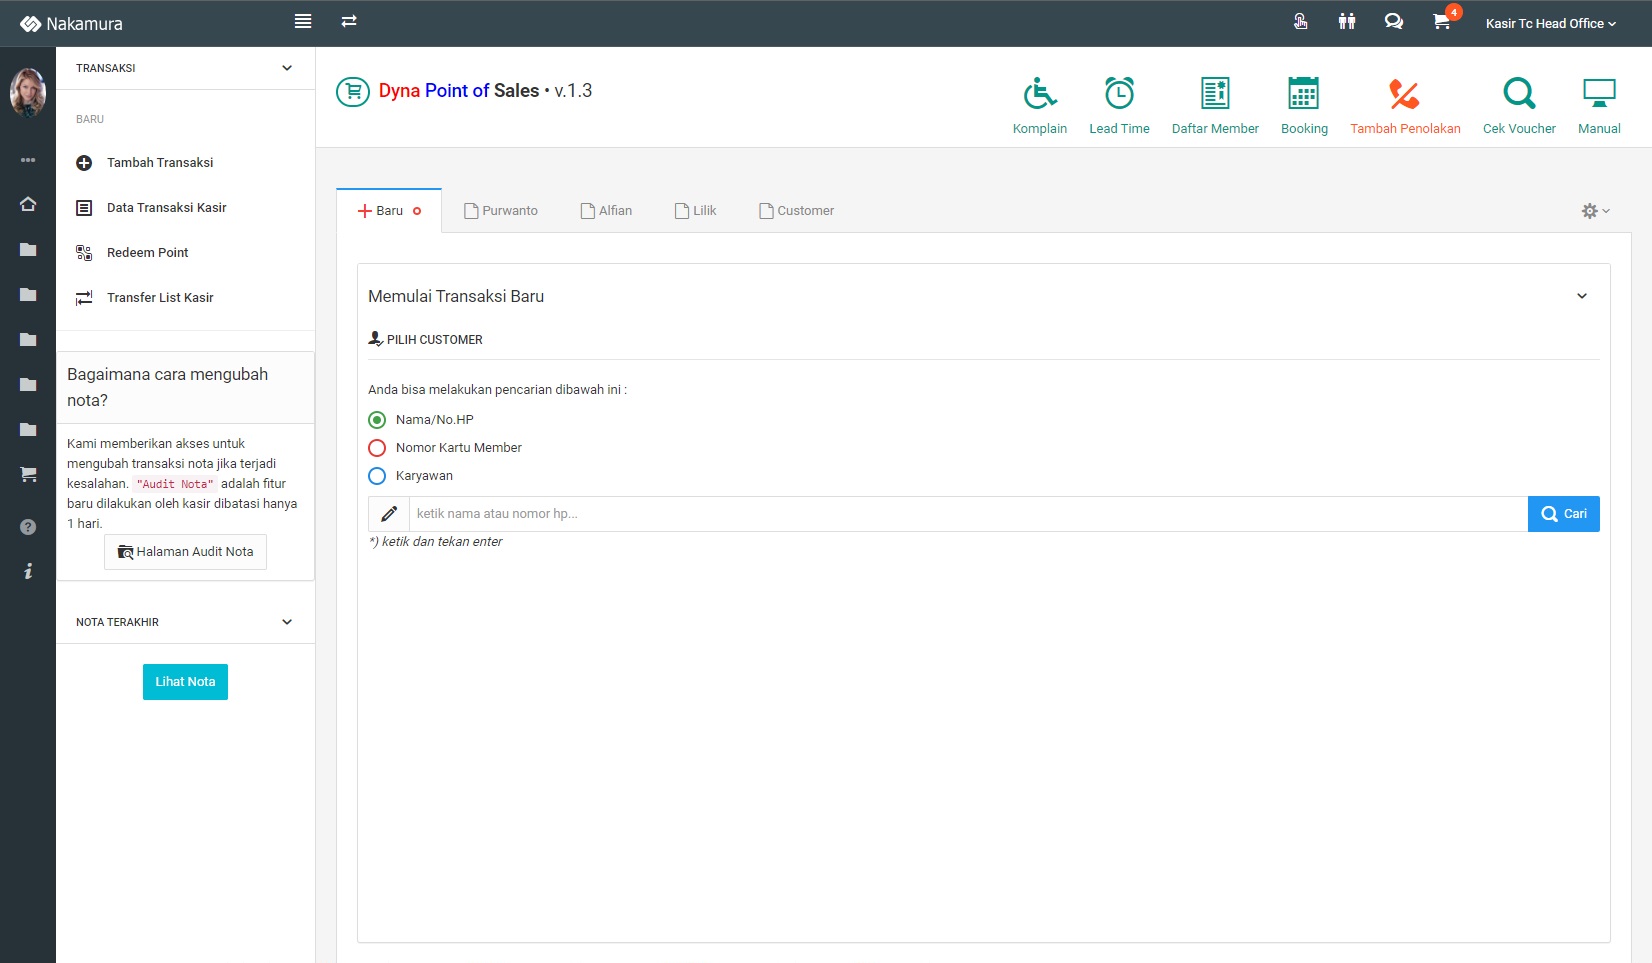 Nakamura
4
Kasir Tc Head Office
TRANSAKSI
BARU
Tambah Transaksi
Data Transaksi Kasir
Redeem Point
Transfer List Kasir
Bagaimana cara mengubah
nota?
Kami memberikan akses untuk
mengubah transaksi nota jika terjadi
kesalahan. "Audit Nota" adalah fitur
baru dilakukan oleh kasir dibatasi hanya
1 hari.
Halaman Audit Nota
NOTA TERAKHIR
Lihat Nota
Dyna Point of Sales • v.1.3
Komplain
Lead Time
Daftar Member
Booking
Tambah Penolakan
Cek Voucher
Manual
Baru
Purwanto
Alfian
Lilik
Customer
Memulai Transaksi Baru
PILIH CUSTOMER
Anda bisa melakukan pencarian dibawah ini :
Nama/No.HP
Nomor Kartu Member
Karyawan
ketik nama atau nomor hp...
Cari
*) ketik dan tekan enter